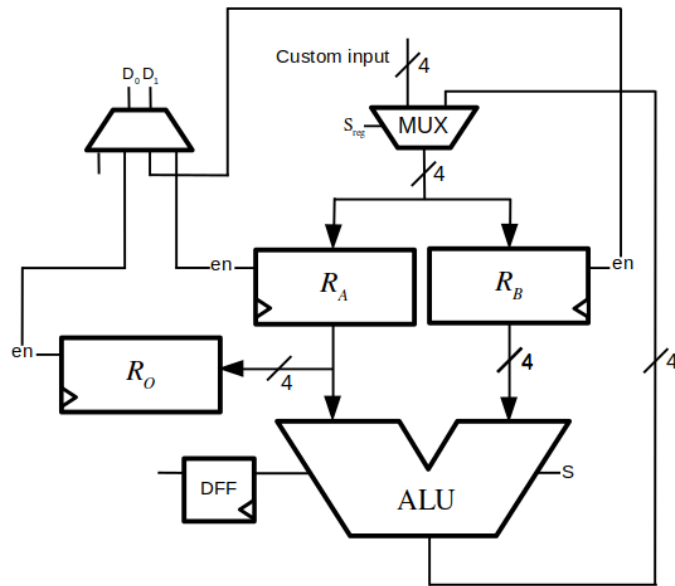 Custom input
4
D0 D1
Sreg
MUX
4
en
RA
RB
en
en
RO
4
4
4
DFF
ALU
S